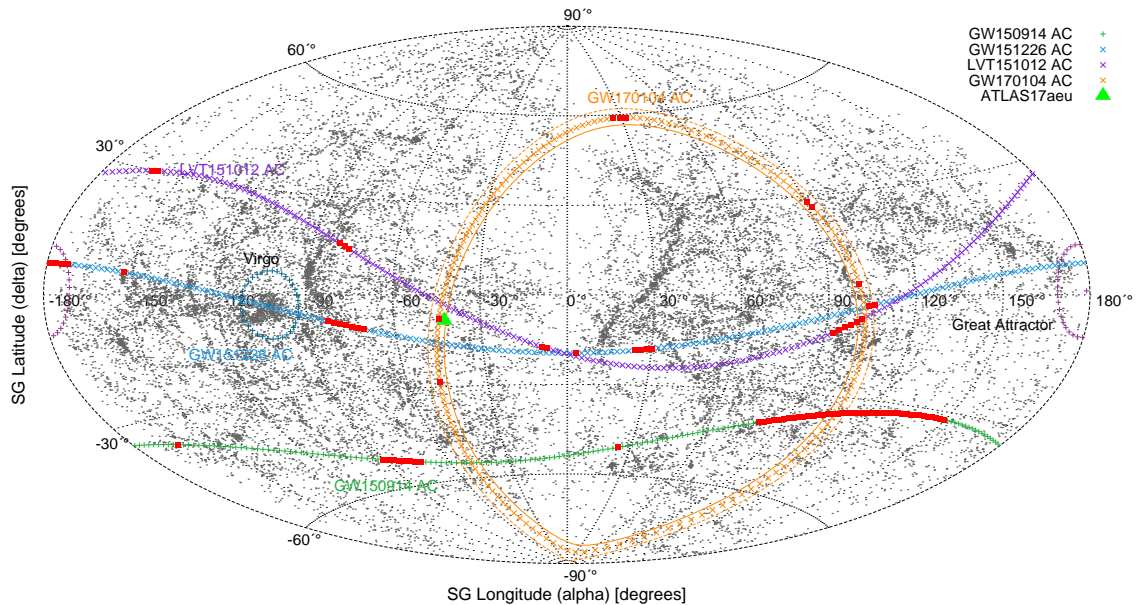 90´°
GW150914 AC
GW151226 AC
LVT151012 AC
GW170104 AC
ATLAS17aeu
60´°
GW170104 AC
30´°
LVT151012 AC
SG Latitude (delta) [degrees]
Virgo
-180´° -150´° -90´° -60´° 0´° 30´° 60´° 90´° 120´° 150´° 180´°
Great Attractor
GW151226 AC
-30´°
GW150914 AC
-60´°
-90´°
SG Longitude (alpha) [degrees]